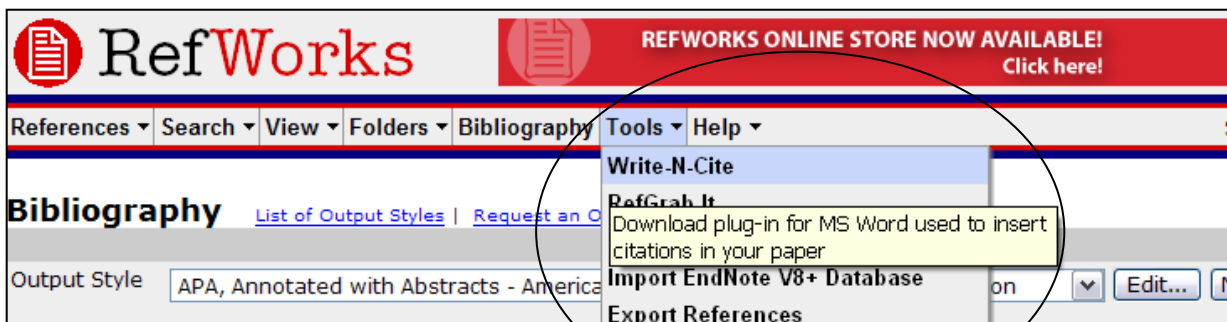 RefWorks
REFWORKS ONLINE STORE NOW AVAILABLE!
Click here!
References Search View Folders Bibliography Tools Help
Write-N-Cite
Bibliography List of Output Styles | Request an O
RefGrab It
Download plug-in for MS Word used to insert
citations in your paper
Output Style APA, Annotated with Abstracts - America Import EndNote V8+ Database on Edit...
Export References